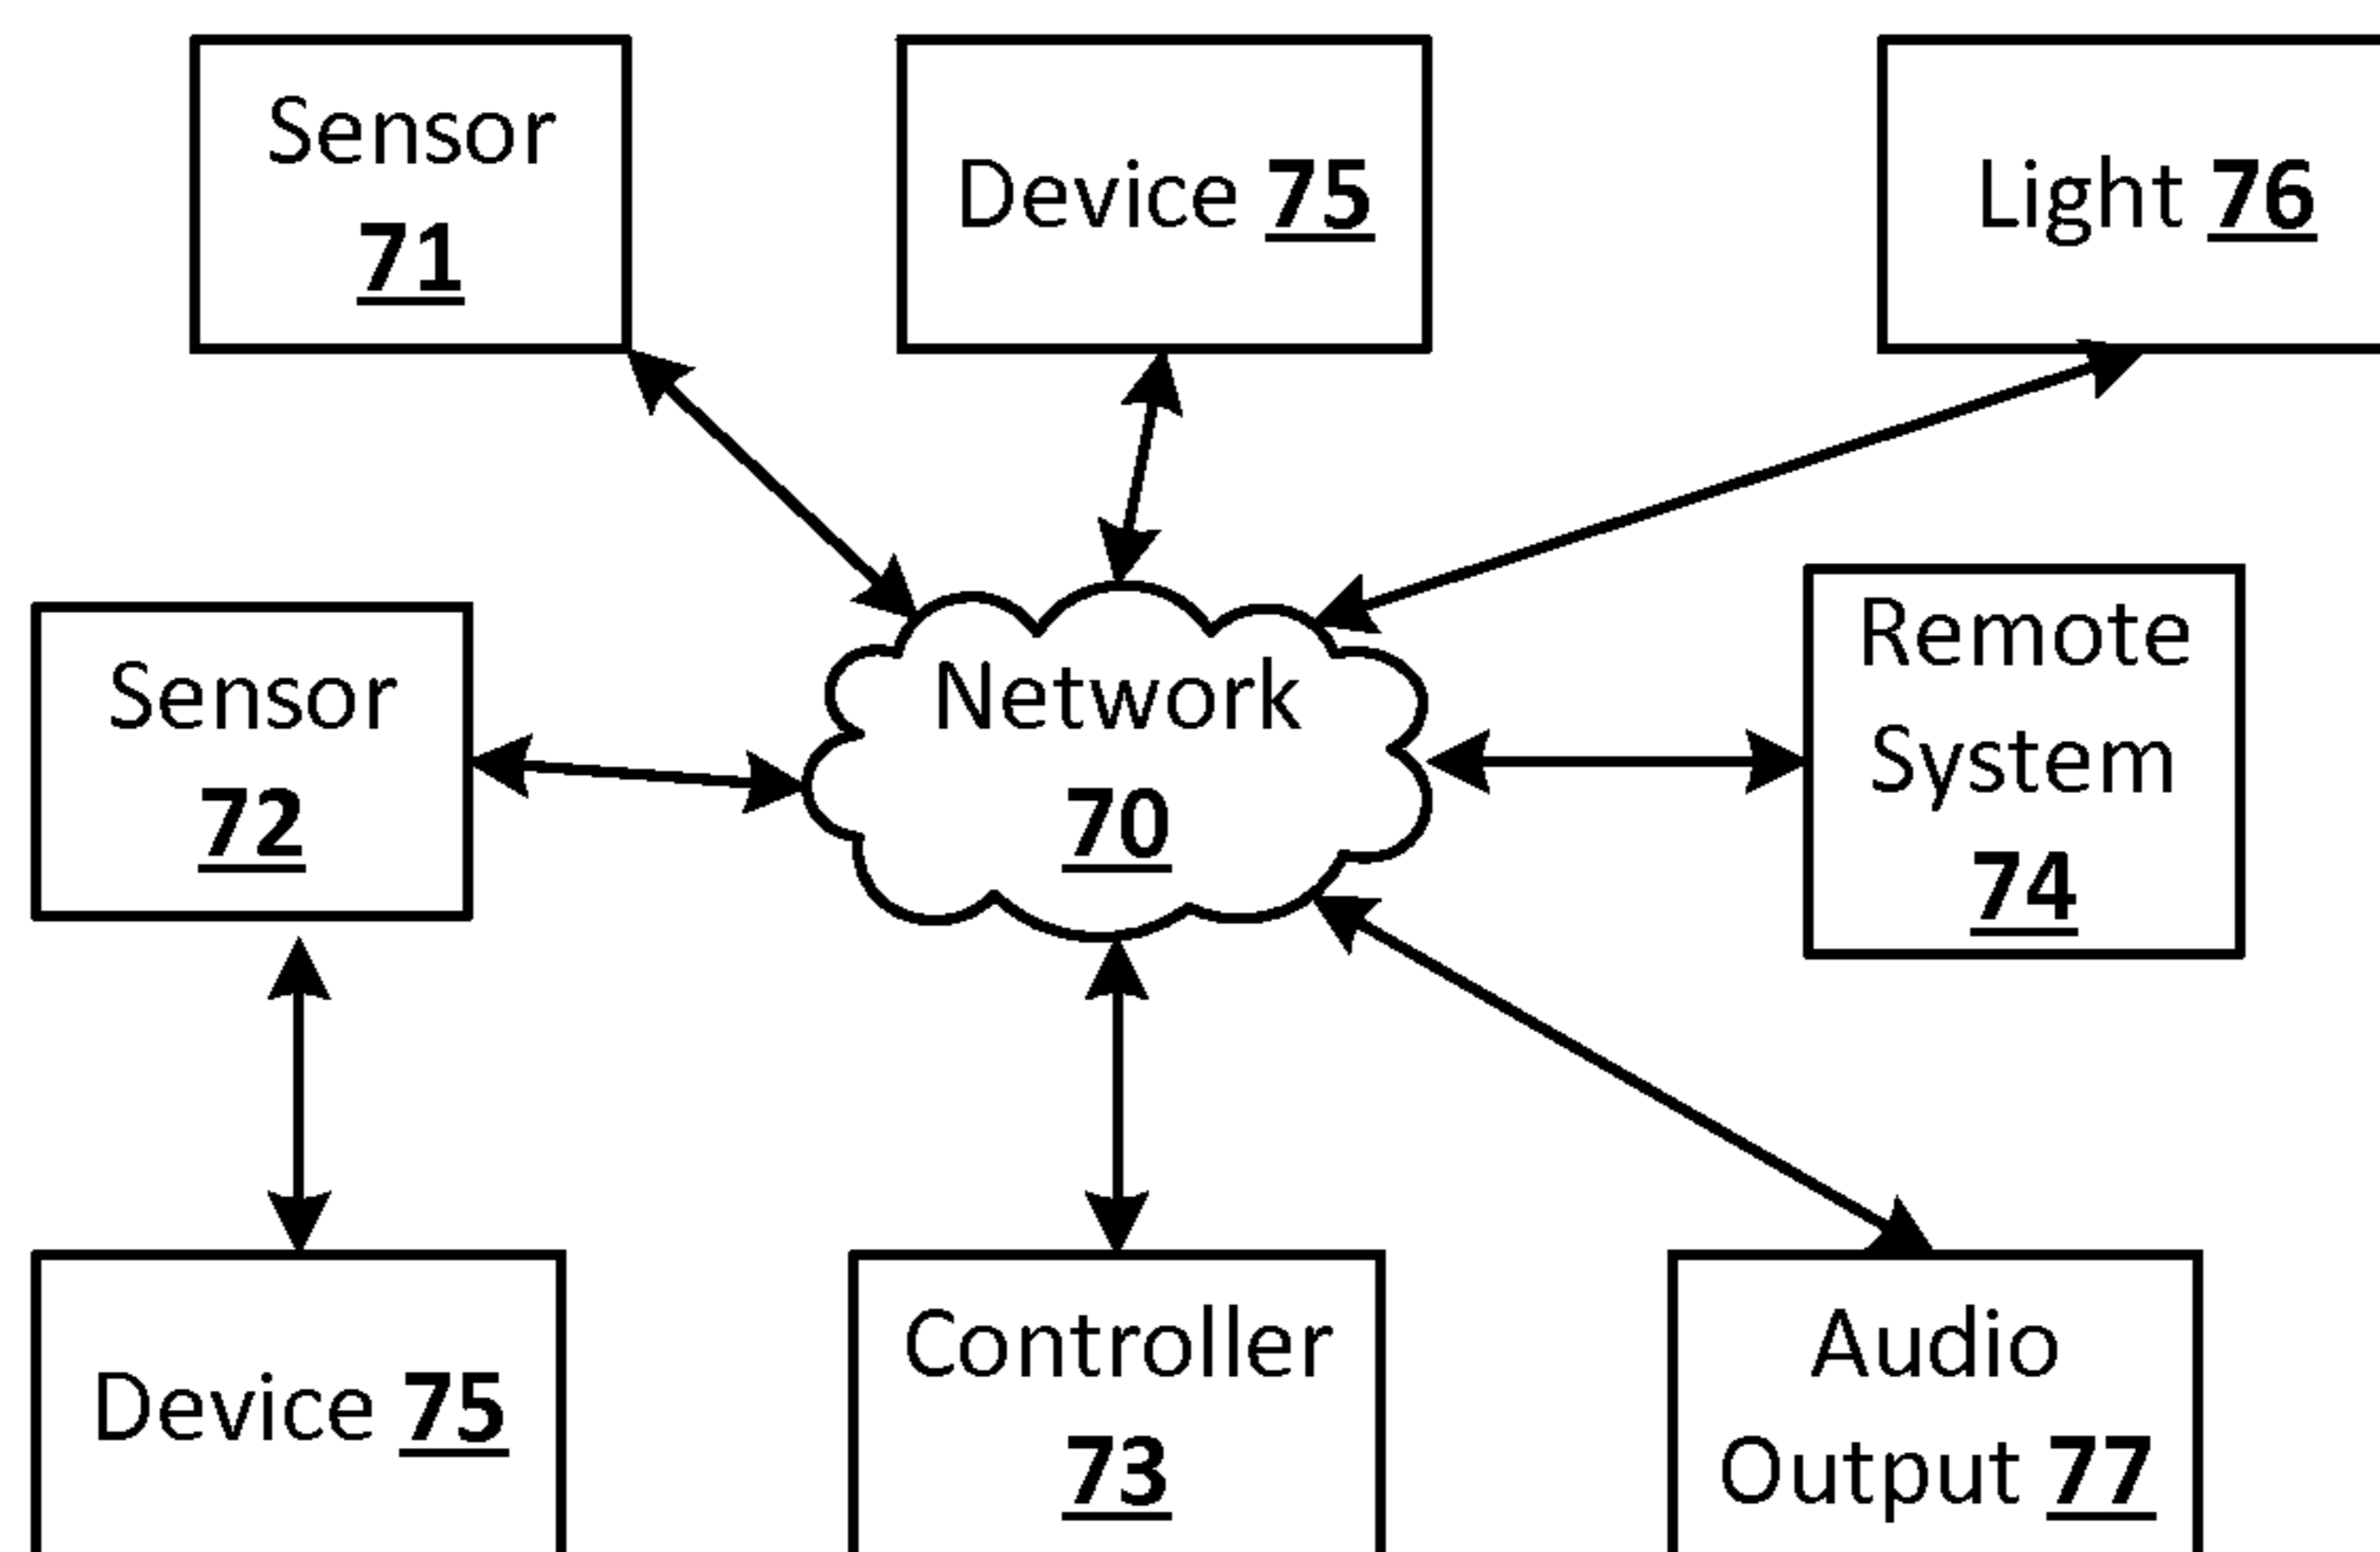 Sensor
71
Device 75
Light 76
Sensor
72
Network
70
Remote
System
74
Device 75
Controller
73
Audio
Output 77